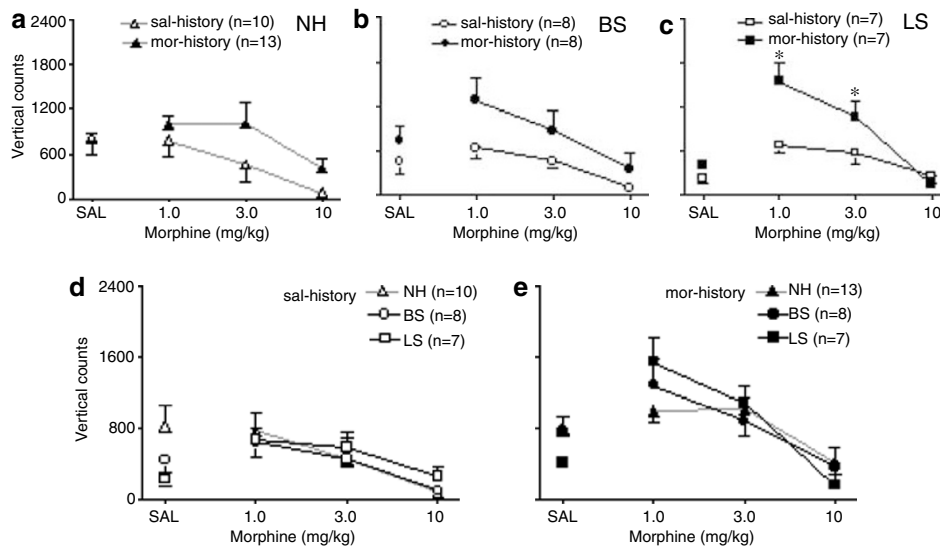 a NH
sal-history (n=10)
mor-history (n=13)
Vertical counts
1800
1200
600
0
SAL 1.0 3.0 10
Morphine (mg/kg)
b BS
sal-history (n=8)
mor-history (n=8)
SAL 1.0 3.0 10
Morphine (mg/kg)
c LS
sal-history (n=7)
mor-history (n=7)
*
*
SAL 1.0 3.0 10
Morphine (mg/kg)
d
sal-history
NH (n=10)
BS (n=8)
LS (n=7)
Vertical counts
2400
1600
800
0
SAL 1.0 3.0 10
Morphine (mg/kg)
e
mor-history
NH (n=13)
BS (n=8)
LS (n=7)
SAL 1.0 3.0 10
Morphine (mg/kg)